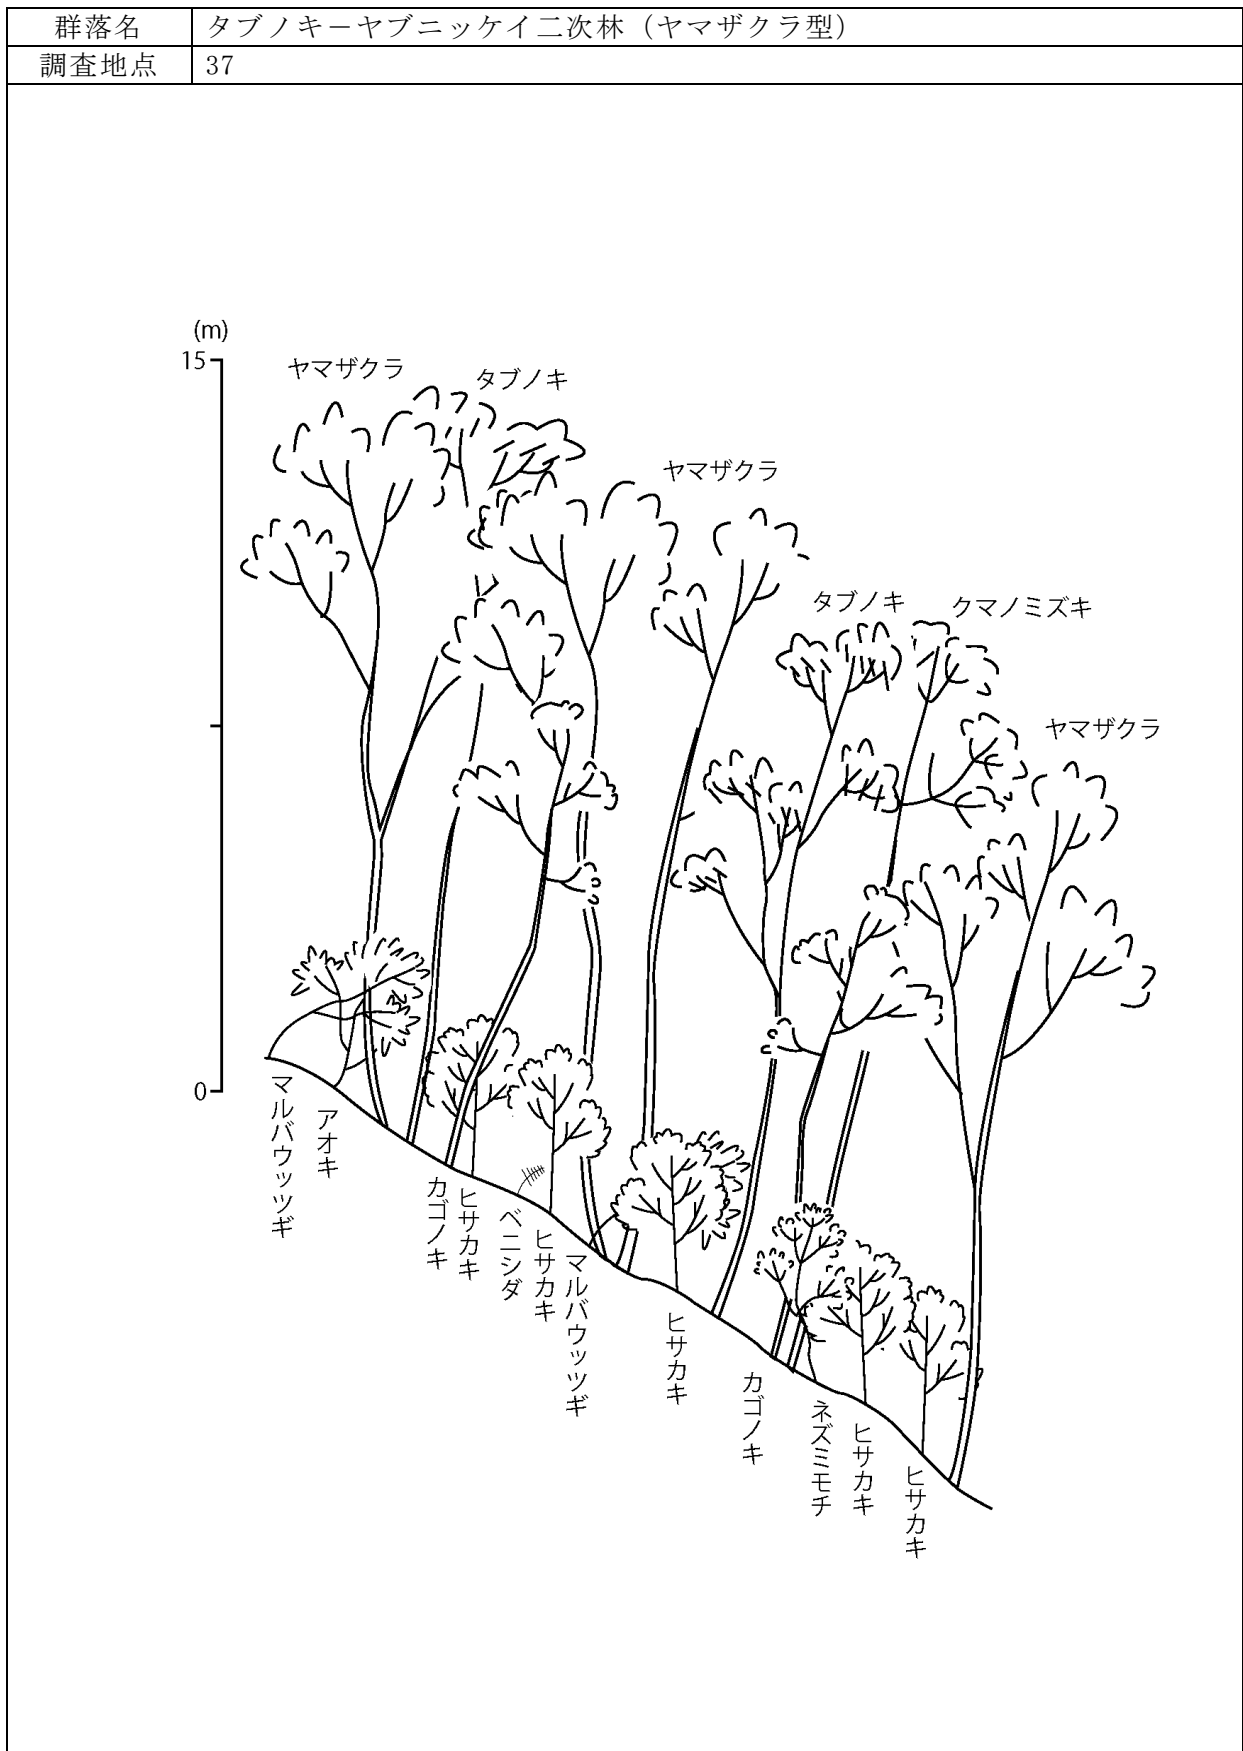 群落名 タブノキ－ヤブニッケイ二次林（ヤマザクラ型）
調査地点 37
(m)
15
ヤマザクラ
タブノキ
ヤマザクラ
タブノキ
クマノミズキ
ヤマザクラ
0
マルバウッツギ
アオキ
カゴノキ
ヒサカキ
ベニシダ
ヒサカキ
マルバウッツギ
ヒサカキ
カゴノキ
ネズミモチ
ヒサカキ
ヒサカキ